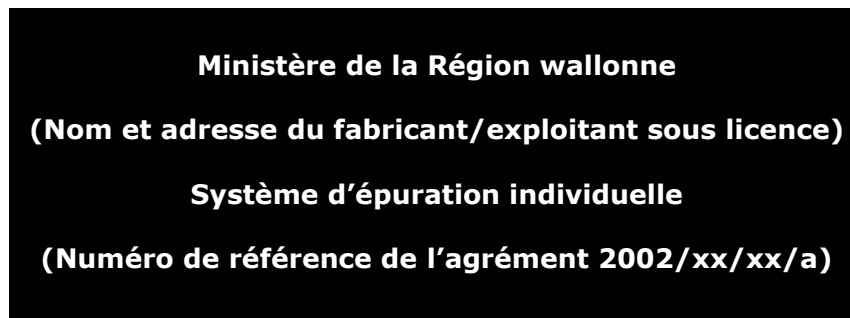 Ministère de la Région wallonne
(Nom et adresse du fabricant/exploitant sous licence)
Système d’épuration individuelle
(Numéro de référence de l’agrément 2002/xx/xx/a)